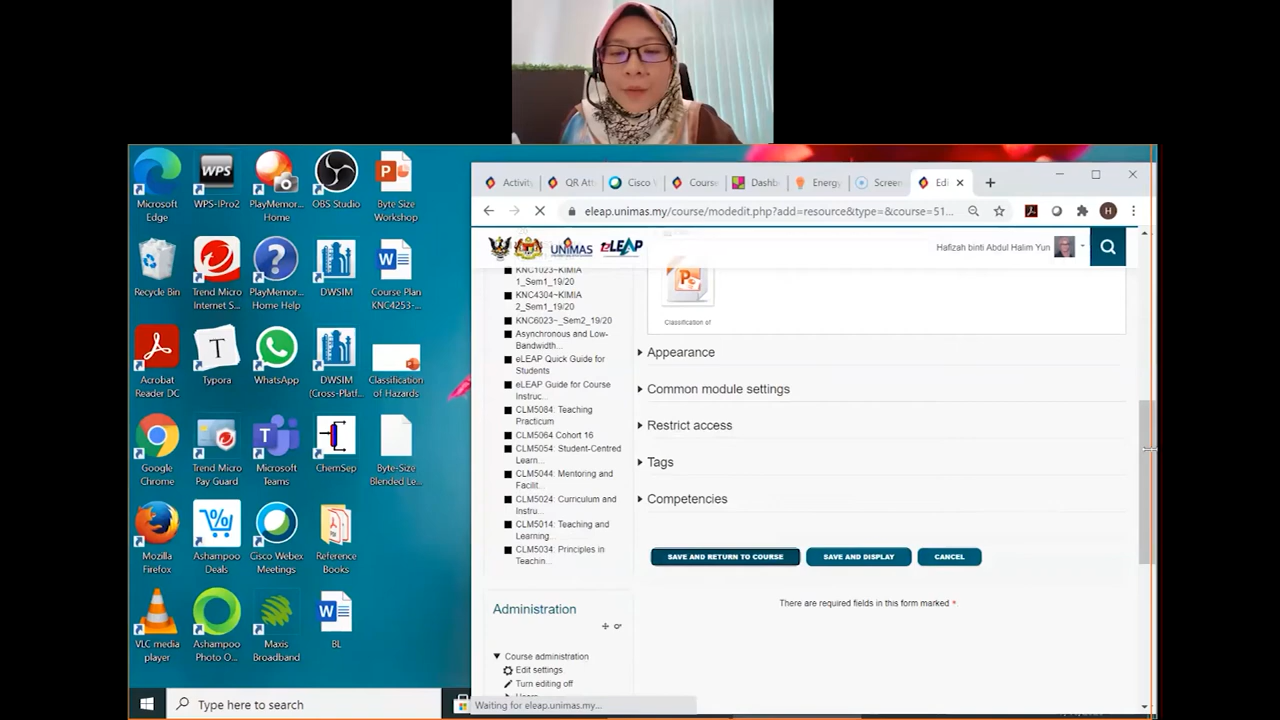 Microsoft
Edge
WPS-IPro2
PlayMemor...
Home
OBS Studio
Byte Size
Workshop
Recycle Bin
Trend Micro
Internet S...
PlayMemor...
Home Help
DWSIM
Course Plan
KNC4253-...
Acrobat
Reader DC
Typora
WhatsApp
DWSIM
(Cross-Platf...
Classification
of Hazards
Google
Chrome
Trend Micro
Pay Guard
Microsoft
Teams
ChemSep
Byte-Size
Blended Le...
Mozilla
Firefox
Ashampoo
Deals
Cisco Webex
Meetings
Reference
Books
VLC media
player
Ashampoo
Photo O...
Maxis
Broadband
BL
Type here to search
Activity
QR Att
Cisco
Course
Dashb
Energy
Screen
Edi
eleap.unimas.my/course/modedit.php?add=resource&type=&course=51...
H
UNIMAS
eLEAP
Hafizah binti Abdul Halim Yun
KNC1023~KIMIA
1_Sem1_19/20
KNC4304~KIMIA
2_Sem1_19/20
KNC6023~_Sem2_19/20
Asynchronous and Low-
Bandwidth...
eLEAP Quick Guide for
Students
eLEAP Guide for Course
Instruc...
CLM5084: Teaching
Practicum
CLM5064 Cohort 16
CLM5054: Student-Centred
Learn...
CLM5044: Mentoring and
Facilit...
CLM5024: Curriculum and
Instru...
CLM5014: Teaching and
Learning...
CLM5034: Principles in
Teachin...
Administration
Course administration
Edit settings
Turn editing off
Classification of
Appearance
Common module settings
Restrict access
Tags
Competencies
SAVE AND RETURN TO COURSE
SAVE AND DISPLAY
CANCEL
There are required fields in this form marked *
Waiting for eleap.unimas.my...